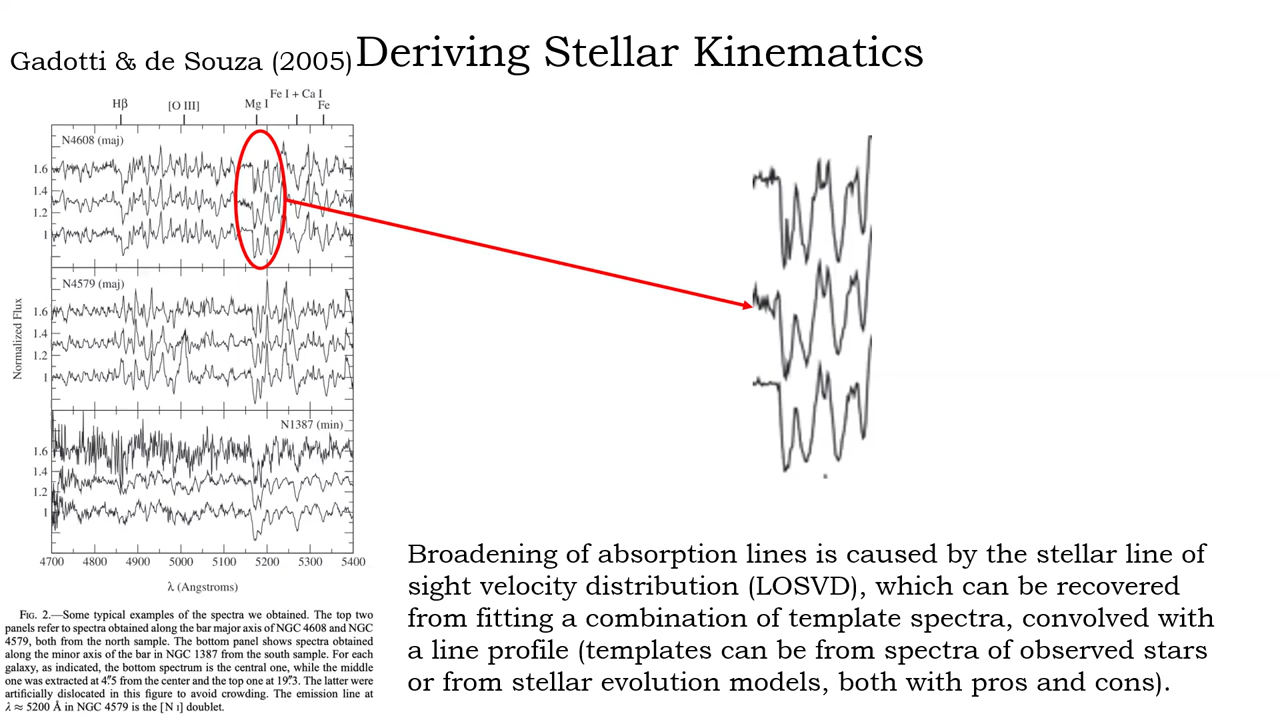 Gadotti & de Souza (2005)
Deriving Stellar Kinematics
Hβ
[O III]
Mg I
Fe I + Ca I
Fe
N4608 (maj)
1.6
1.4
1.2
1
N4579 (maj)
1.6
1.4
1.2
1
N1387 (min)
1.6
1.4
1.2
1
Normalized Flux
4700 4800 4900 5000 5100 5200 5300 5400
λ (Angstroms)
FIG. 2.—Some typical examples of the spectra we obtained. The top two
panels refer to spectra obtained along the bar major axis of NGC 4608 and NGC
4579, both from the north sample. The bottom panel shows spectra obtained
along the minor axis of the bar in NGC 1387 from the south sample. For each
galaxy, as indicated, the bottom spectrum is the central one, while the middle
one was extracted at 4″.5 from the center and the top one at 19″.3. The latter were
artificially dislocated in this figure to avoid crowding. The emission line at
λ ≈ 5200 Å in NGC 4579 is the [N I] doublet.
Broadening of absorption lines is caused by the stellar line of
sight velocity distribution (LOSVD), which can be recovered
from fitting a combination of template spectra, convolved with
a line profile (templates can be from spectra of observed stars
or from stellar evolution models, both with pros and cons).